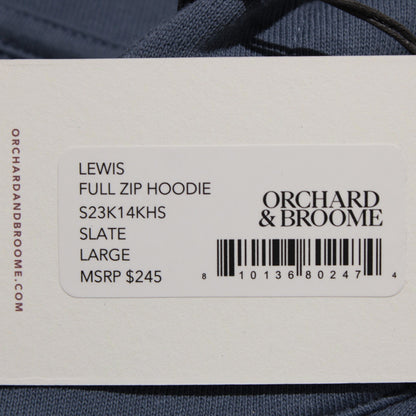 ORCHARDANDBROOME.COM
LEWIS
FULL ZIP HOODIE
S23K14KHS
SLATE
LARGE
MSRP $245
ORCHARD
& BROOME
8 10136 80247 4